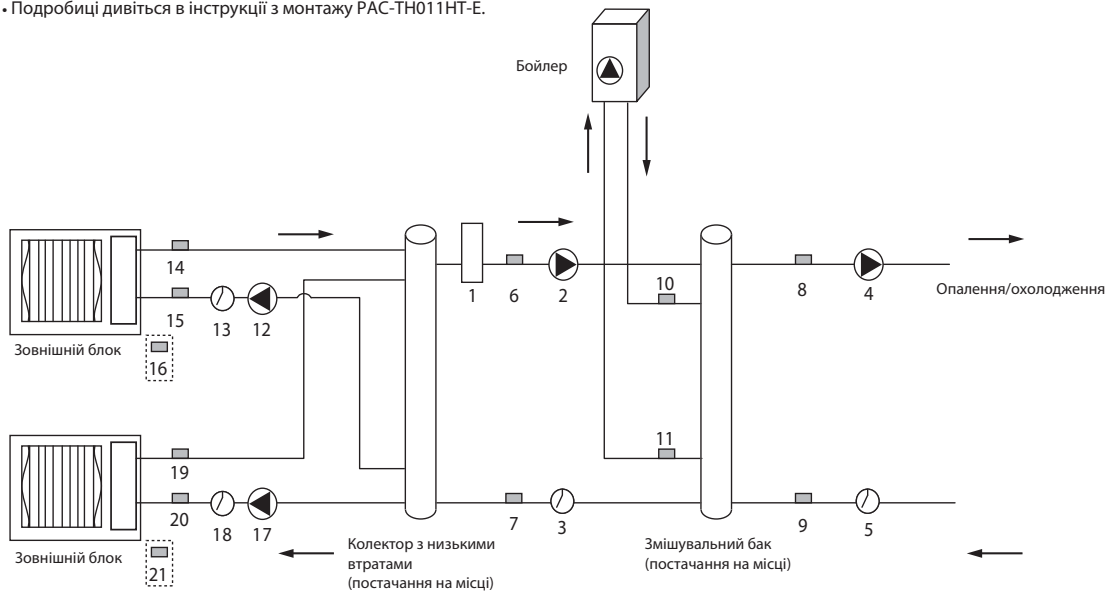 • Подробиці дивіться в інструкції з монтажу PAC-TH011HT-E.
Бойлер
14
1
6
2
10
8
4
Опалення/охолодження
15
13
12
Зовнішній блок
16
19
11
20
18
17
7
3
9
5
Зовнішній блок
21
Колектор з низькими
втратами
(постачання на місці)
Змішувальний бак
(постачання на місці)